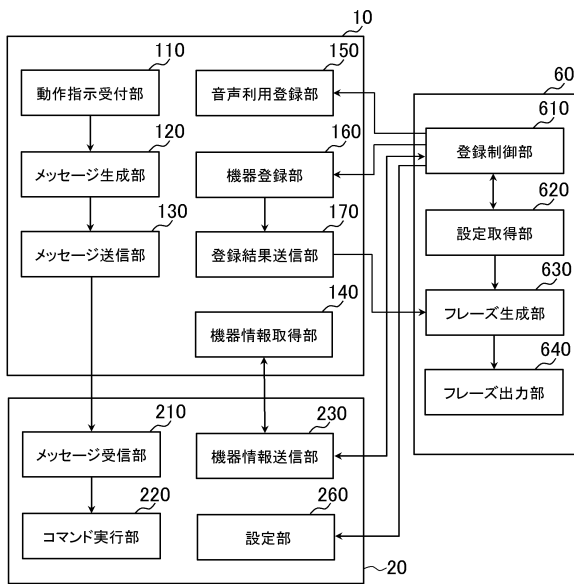 10
110
動作指示受付部
150
音声利用登録部
120
メッセージ生成部
160
機器登録部
130
メッセージ送信部
170
登録結果送信部
140
機器情報取得部
60
610
登録制御部
620
設定取得部
630
フレーズ生成部
640
フレーズ出力部
210
メッセージ受信部
230
機器情報送信部
220
コマンド実行部
260
設定部
20